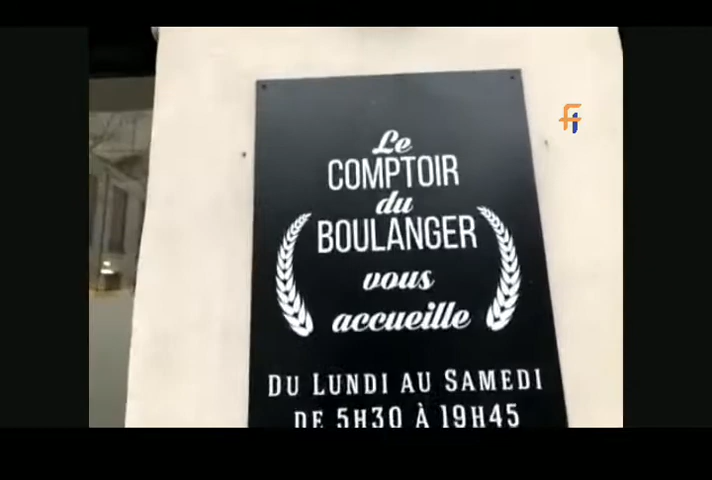 Le
COMPTOIR
du
BOULANGER
vous
accueille
DU LUNDI AU SAMEDI
DE 5H30 À 19H45